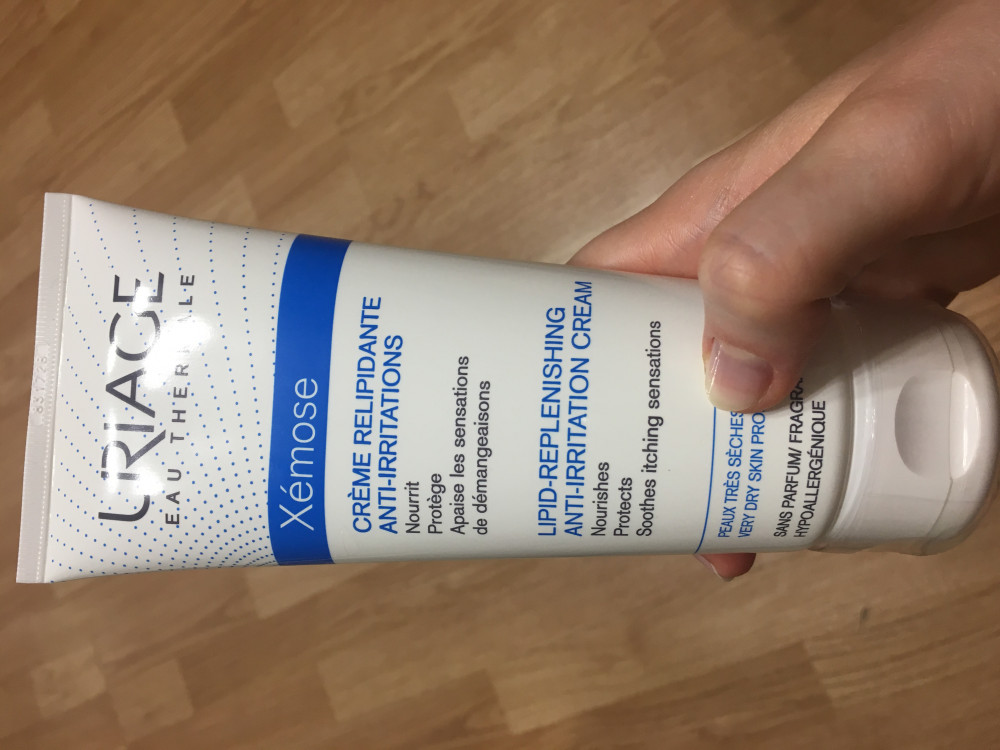 URIAGE
EAU THERMALE
Xémose
CRÈME RELIPIDANTE
ANTI-IRRITATIONS
Nourrit
Protège
Apaise les sensations
de démangeaisons
LIPID-REPLENISHING
ANTI-IRRITATION CREAM
Nourishes
Protects
Soothes itching sensations
PEAUX TRÈS SÈCHES
VERY DRY SKIN
SANS PARFUM/
HYPOALLERGÉNIQUE